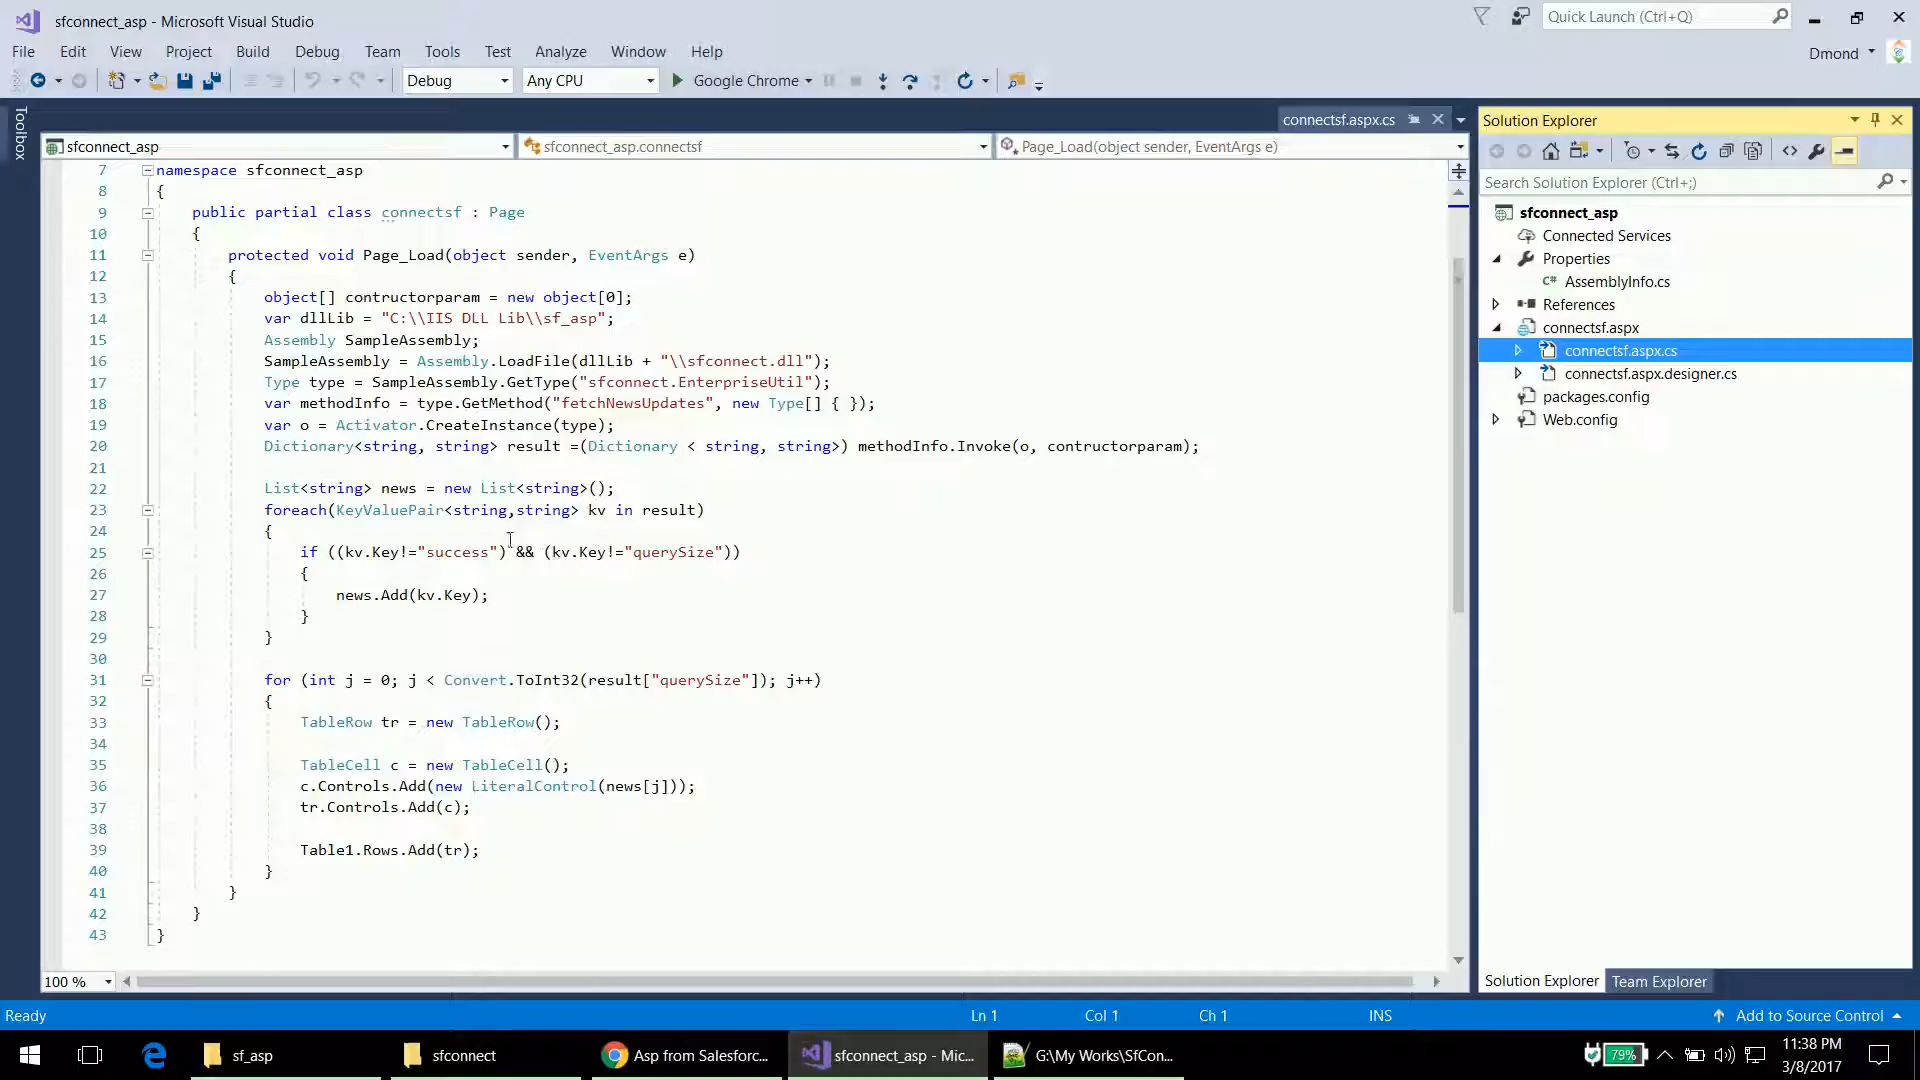 sfconnect_asp - Microsoft Visual Studio
Quick Launch (Ctrl+Q)
File Edit View Project Build Debug Team Tools Test Analyze Window Help
Dmond
Debug Any CPU Google Chrome
Toolbox
connectsf.aspx.cs
sfconnect_asp sfconnect_asp.connectsf Page_Load(object sender, EventArgs e)
7 namespace sfconnect_asp
8 {
9 public partial class connectsf : Page
10 {
11 protected void Page_Load(object sender, EventArgs e)
12 {
13 object[] contructorparam = new object[0];
14 var dllLib = "C:\\IIS DLL Lib\\sf_asp";
15 Assembly SampleAssembly;
16 SampleAssembly = Assembly.LoadFile(dllLib + "\\sfconnect.dll");
17 Type type = SampleAssembly.GetType("sfconnect.EnterpriseUtil");
18 var methodInfo = type.GetMethod("fetchNewsUpdates", new Type[] { });
19 var o = Activator.CreateInstance(type);
20 Dictionary<string, string> result =(Dictionary < string, string>) methodInfo.Invoke(o, contructorparam);
21
22 List<string> news = new List<string>();
23 foreach(KeyValuePair<string,string> kv in result)
24 {
25 if ((kv.Key!="success") && (kv.Key!="querySize"))
26 {
27 news.Add(kv.Key);
28 }
29 }
30
31 for (int j = 0; j < Convert.ToInt32(result["querySize"]); j++)
32 {
33 TableRow tr = new TableRow();
34
35 TableCell c = new TableCell();
36 c.Controls.Add(new LiteralControl(news[j]));
37 tr.Controls.Add(c);
38
39 Table1.Rows.Add(tr);
40 }
41 }
42 }
43 }
100 %
Solution Explorer
Search Solution Explorer (Ctrl+;)
sfconnect_asp
Connected Services
Properties
C# AssemblyInfo.cs
References
connectsf.aspx
connectsf.aspx.cs
connectsf.aspx.designer.cs
packages.config
Web.config
Solution Explorer Team Explorer
Ready Ln 1 Col 1 Ch 1 INS Add to Source Control
sf_asp sfconnect Asp from Salesforc... sfconnect_asp - Mic... G:\My Works\SfCon...
79%
11:38 PM
3/8/2017